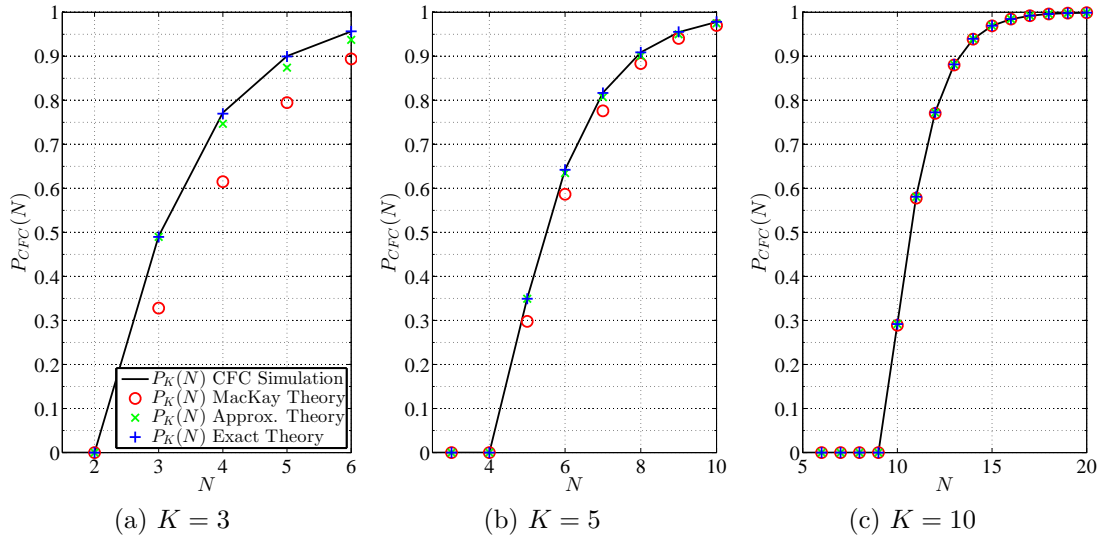 1
0.9
0.8
0.7
0.6
0.5
0.4
0.3
0.2
0.1
0
P_{CFC}(N)
P_K(N) CFC Simulation
P_K(N) MacKay Theory
P_K(N) Approx. Theory
P_K(N) Exact Theory
2 3 4 5 6
N
(a) K = 3
1
0.9
0.8
0.7
0.6
0.5
0.4
0.3
0.2
0.1
0
P_{CFC}(N)
4 6 8 10
N
(b) K = 5
1
0.9
0.8
0.7
0.6
0.5
0.4
0.3
0.2
0.1
0
P_{CFC}(N)
5 10 15 20
N
(c) K = 10